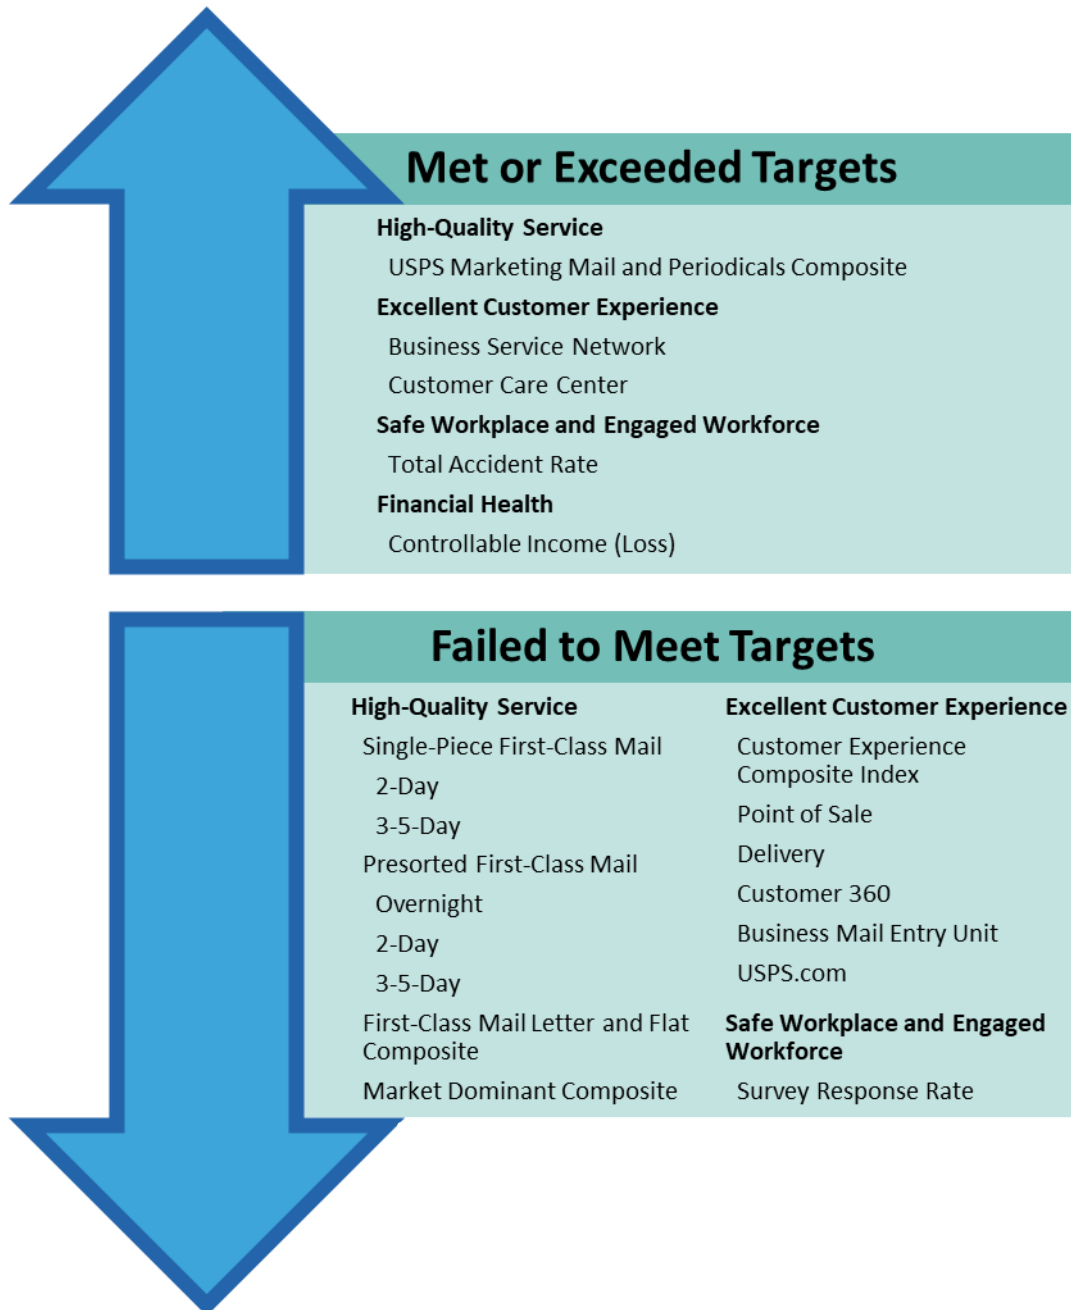 Met or Exceeded Targets
High-Quality Service
USPS Marketing Mail and Periodicals Composite
Excellent Customer Experience
Business Service Network
Customer Care Center
Safe Workplace and Engaged Workforce
Total Accident Rate
Financial Health
Controllable Income (Loss)
Failed to Meet Targets
High-Quality Service
Single-Piece First-Class Mail
2-Day
3-5-Day
Presorted First-Class Mail
Overnight
2-Day
3-5-Day
First-Class Mail Letter and Flat
Composite
Market Dominant Composite
Excellent Customer Experience
Customer Experience
Composite Index
Point of Sale
Delivery
Customer 360
Business Mail Entry Unit
USPS.com
Safe Workplace and Engaged
Workforce
Survey Response Rate